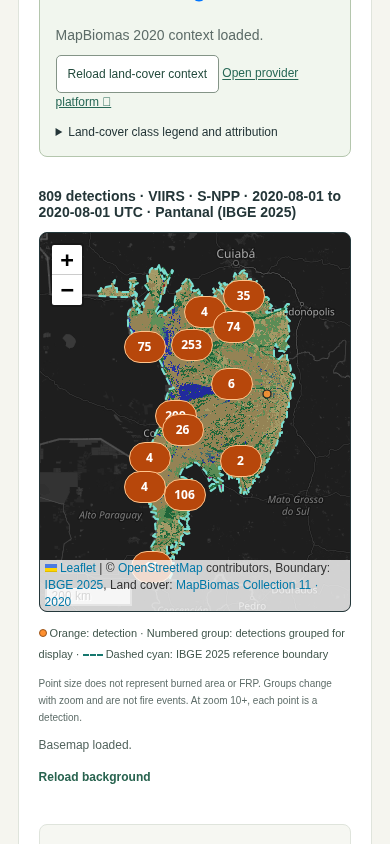 MapBiomas 2020 context loaded.
Reload land-cover context
Open provider
platform
▶ Land-cover class legend and attribution
809 detections · VIIRS · S-NPP · 2020-08-01 to
2020-08-01 UTC · Pantanal (IBGE 2025)
+
−
Cuiabá
35
4
74
75
253
6
26
4
2
4
106
Mato Grosso
do Sul
Alto Paraguay
Leaflet | © OpenStreetMap contributors, Boundary:
IBGE 2025, Land cover: MapBiomas Collection 11 ·
2020
Pedro
Orange: detection · Numbered group: detections grouped for
display · Dashed cyan: IBGE 2025 reference boundary
Point size does not represent burned area or FRP. Groups change
with zoom and are not fire events. At zoom 10+, each point is a
detection.
Basemap loaded.
Reload background